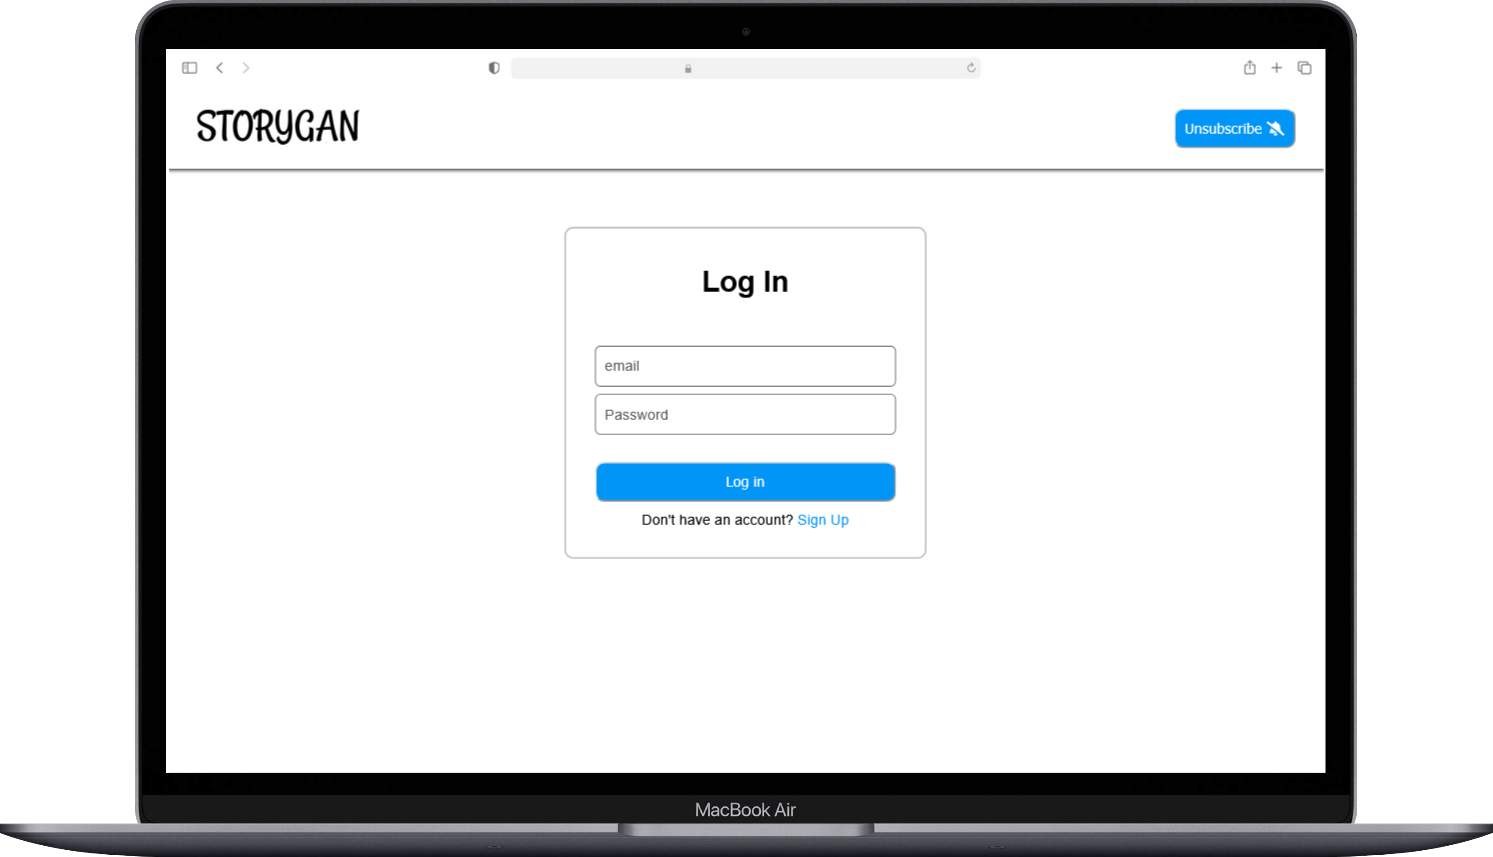 STORYGAN
Unsubscribe
Log In
email
Password
Log in
Don't have an account? Sign Up
MacBook Air